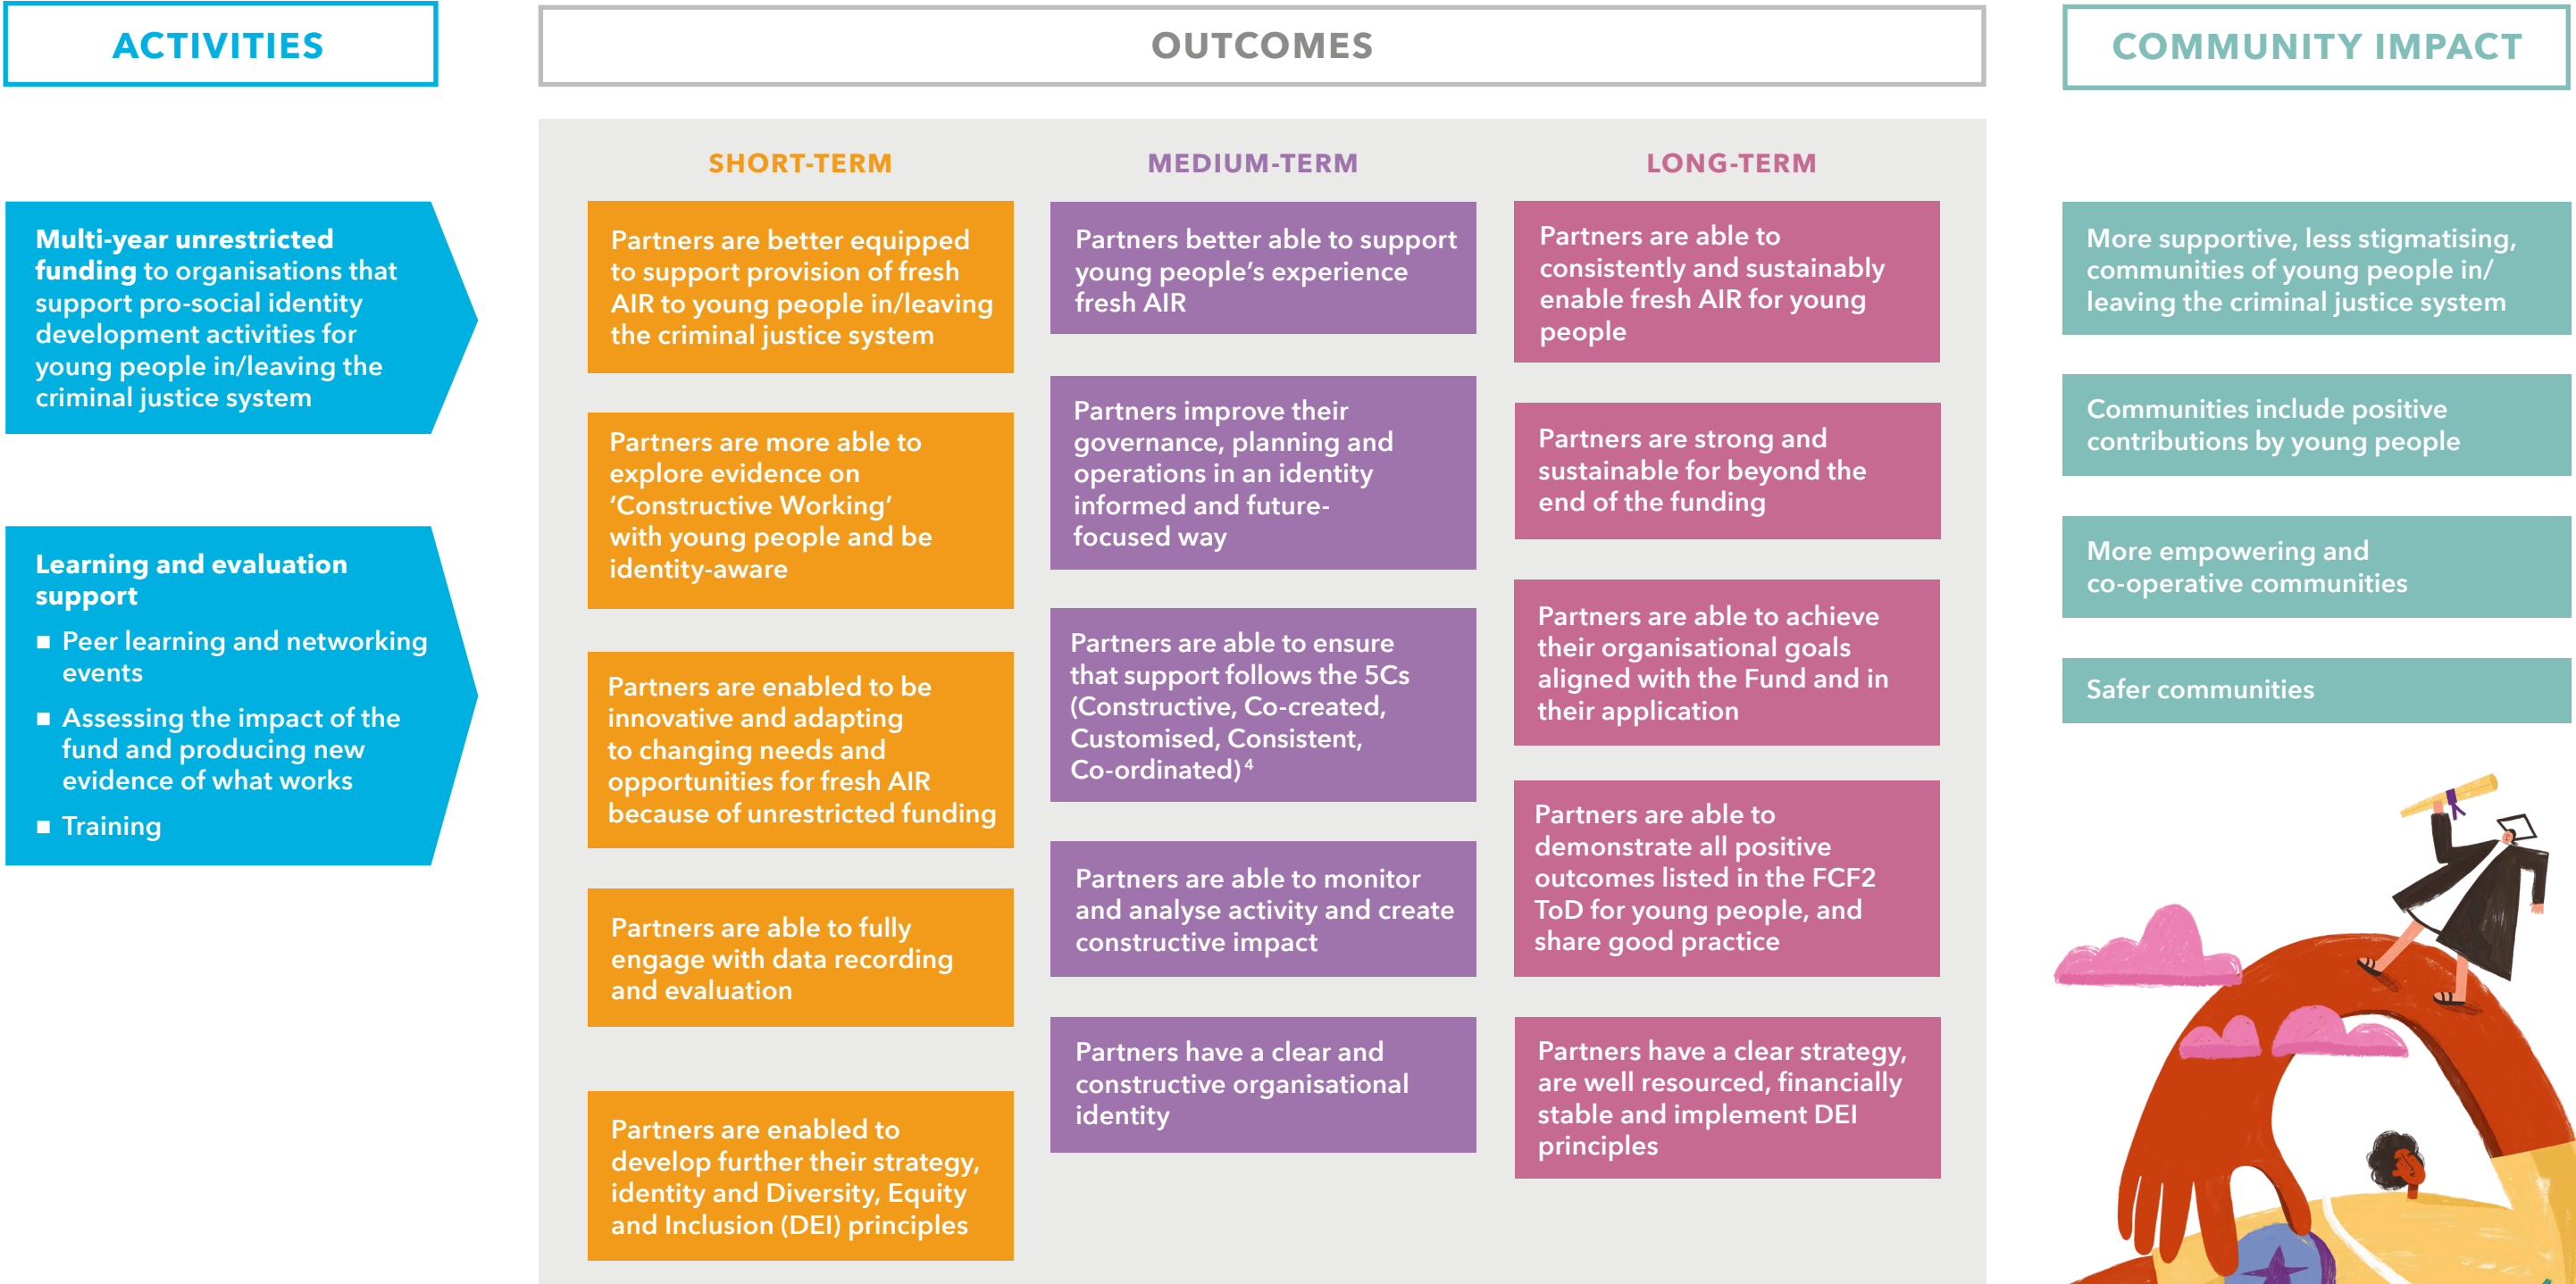 ACTIVITIES
Multi-year unrestricted
funding to organisations that
support pro-social identity
development activities for
young people in/leaving the
criminal justice system
Learning and evaluation
support
■ Peer learning and networking
events
■ Assessing the impact of the
fund and producing new
evidence of what works
■ Training
OUTCOMES
SHORT-TERM
Partners are better equipped
to support provision of fresh
AIR to young people in/leaving
the criminal justice system
Partners are more able to
explore evidence on
‘Constructive Working’
with young people and be
identity-aware
Partners are enabled to be
innovative and adapting
to changing needs and
opportunities for fresh AIR
because of unrestricted funding
Partners are able to fully
engage with data recording
and evaluation
Partners are enabled to
develop further their strategy,
identity and Diversity, Equity
and Inclusion (DEI) principles
MEDIUM-TERM
Partners better able to support
young people’s experience
fresh AIR
Partners improve their
governance, planning and
operations in an identity
informed and future-
focused way
Partners are able to ensure
that support follows the 5Cs
(Constructive, Co-created,
Customised, Consistent,
Co-ordinated)⁴
Partners are able to monitor
and analyse activity and create
constructive impact
Partners have a clear and
constructive organisational
identity
LONG-TERM
Partners are able to
consistently and sustainably
enable fresh AIR for young
people
Partners are strong and
sustainable for beyond the
end of the funding
Partners are able to achieve
their organisational goals
aligned with the Fund and in
their application
Partners are able to
demonstrate all positive
outcomes listed in the FCF2
ToD for young people, and
share good practice
Partners have a clear strategy,
are well resourced, financially
stable and implement DEI
principles
COMMUNITY IMPACT
More supportive, less stigmatising,
communities of young people in/
leaving the criminal justice system
Communities include positive
contributions by young people
More empowering and
co-operative communities
Safer communities